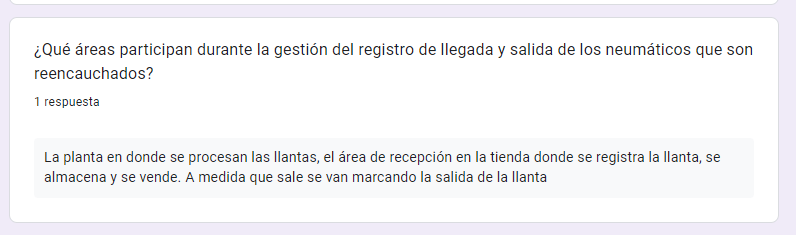 ¿Qué áreas participan durante la gestión del registro de llegada y salida de los neumáticos que son
reencauchados?
1 respuesta
La planta en donde se procesan las llantas, el área de recepción en la tienda donde se registra la llanta, se
almacena y se vende. A medida que sale se van marcando la salida de la llanta